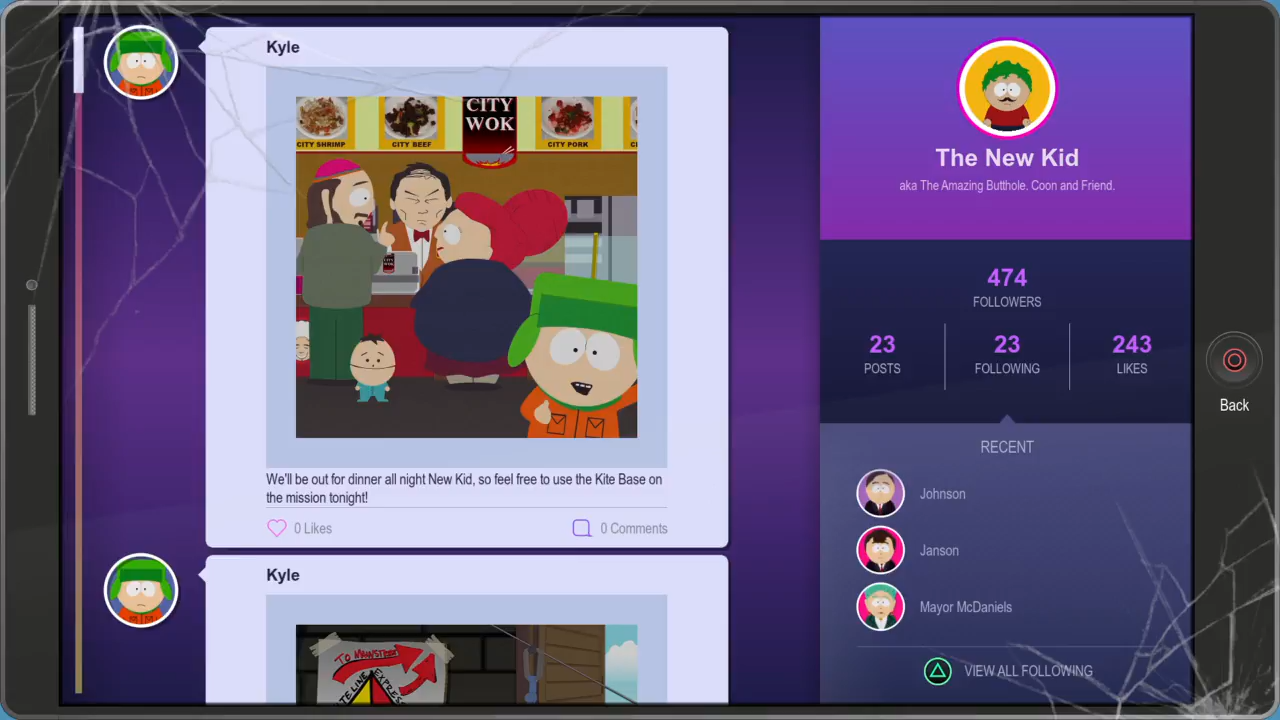 Kyle
CITY SHRIMP
CITY BEEF
CITY
WOK
CITY PORK
We'll be out for dinner all night New Kid, so feel free to use the Kite Base on
the mission tonight!
0 Likes
0 Comments
Kyle
TO MAIN STREET
The New Kid
aka The Amazing Butthole. Coon and Friend.
474
FOLLOWERS
23
POSTS
23
FOLLOWING
243
LIKES
RECENT
Johnson
Janson
Mayor McDaniels
VIEW ALL FOLLOWING
Back